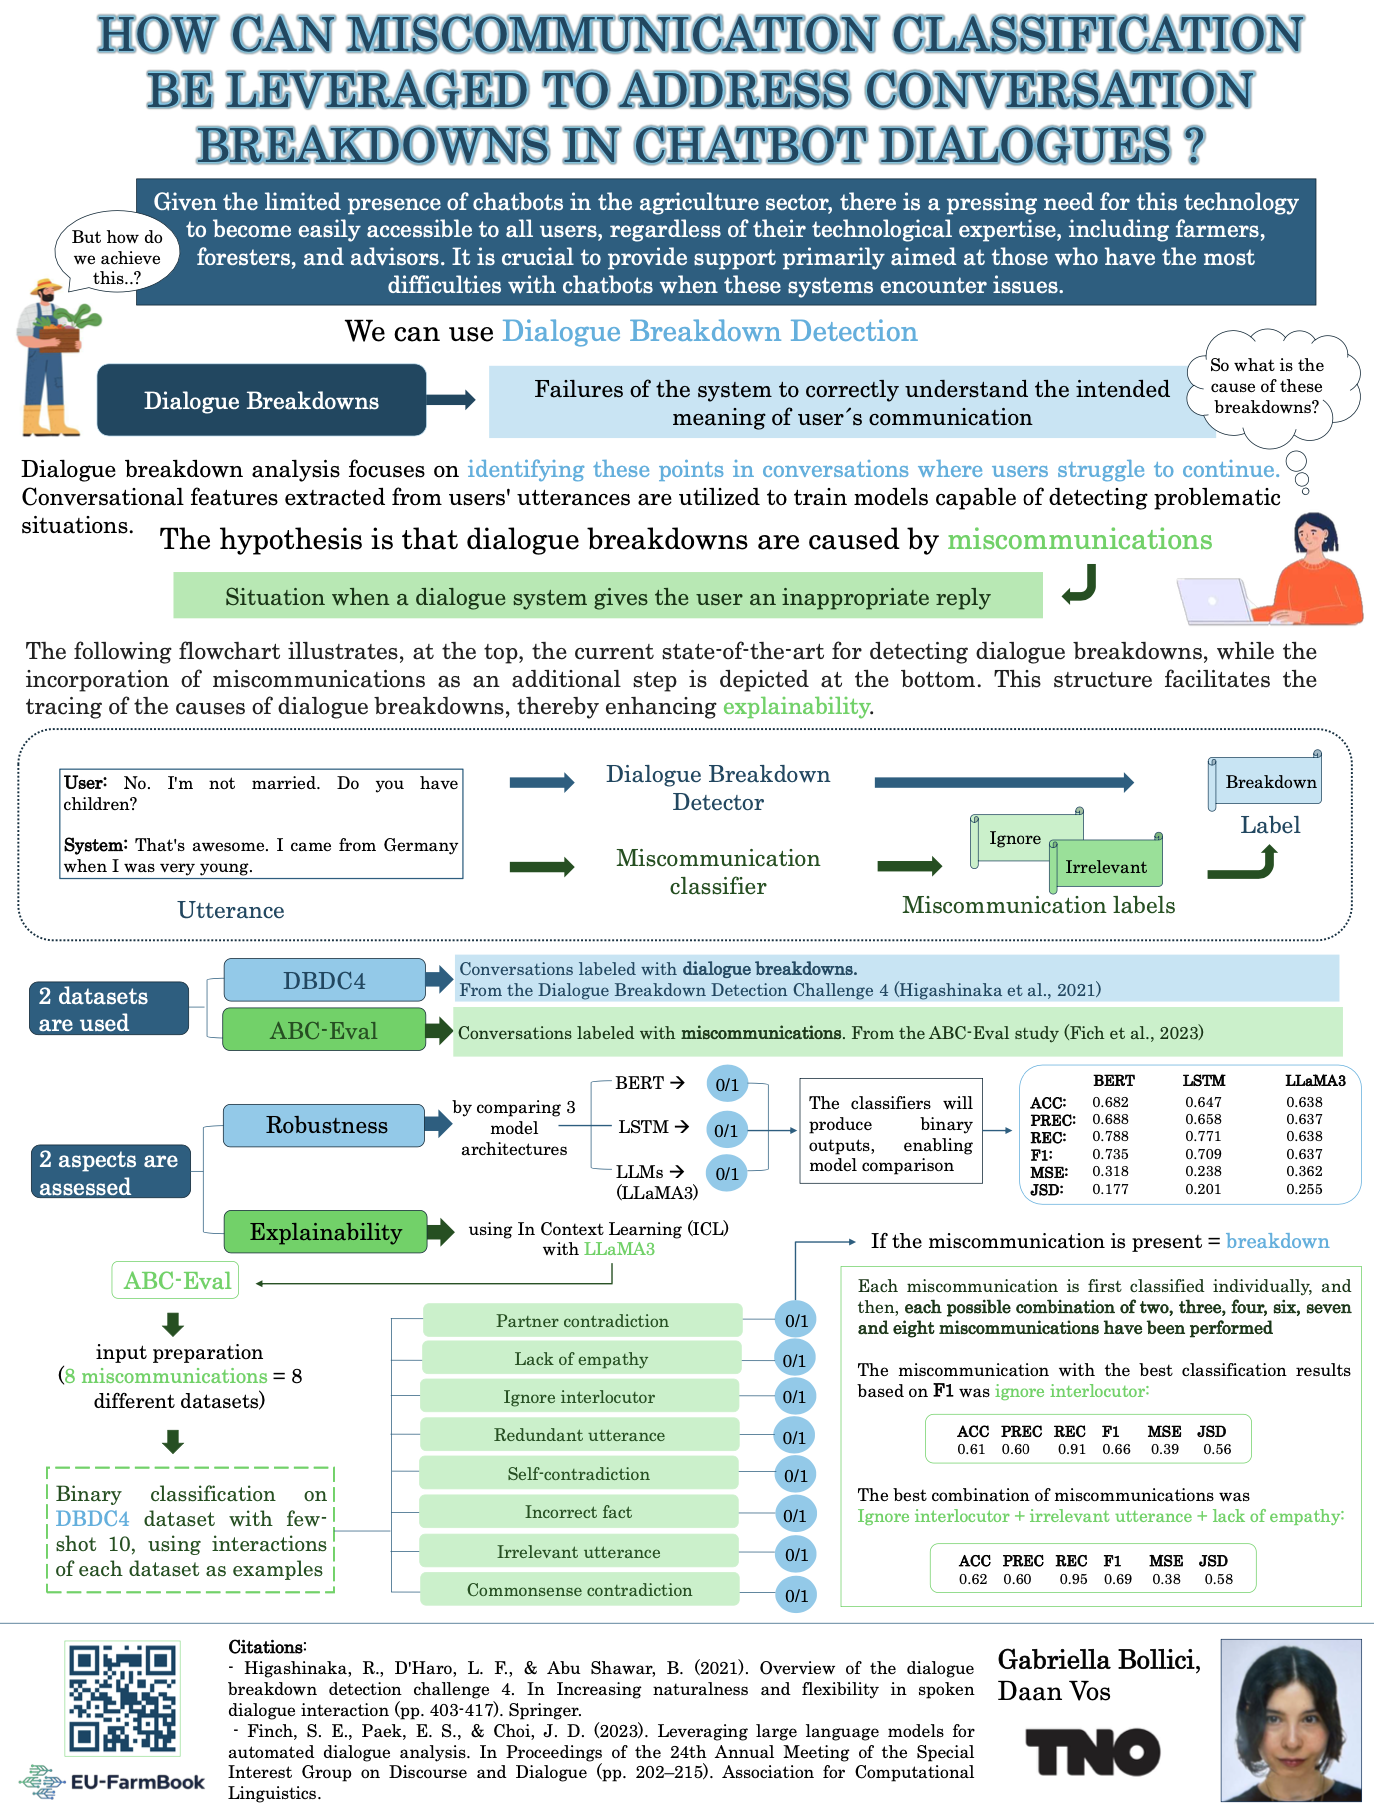 HOW CAN MISCOMMUNICATION CLASSIFICATION
BE LEVERAGED TO ADDRESS CONVERSATION
BREAKDOWNS IN CHATBOT DIALOGUES ?
Given the limited presence of chatbots in the agriculture sector, there is a pressing need for this technology
to become easily accessible to all users, regardless of their technological expertise, including farmers,
foresters, and advisors. It is crucial to provide support primarily aimed at those who have the most
difficulties with chatbots when these systems encounter issues.
But how do
we achieve
this..?
We can use Dialogue Breakdown Detection
Dialogue Breakdowns
Failures of the system to correctly understand the intended
meaning of user´s communication
So what is the
cause of these
breakdowns?
Dialogue breakdown analysis focuses on identifying these points in conversations where users struggle to continue.
Conversational features extracted from users' utterances are utilized to train models capable of detecting problematic
situations.
The hypothesis is that dialogue breakdowns are caused by miscommunications
Situation when a dialogue system gives the user an inappropriate reply
The following flowchart illustrates, at the top, the current state-of-the-art for detecting dialogue breakdowns, while the
incorporation of miscommunications as an additional step is depicted at the bottom. This structure facilitates the
tracing of the causes of dialogue breakdowns, thereby enhancing explainability.
User: No. I'm not married. Do you have
children?
System: That's awesome. I came from Germany
when I was very young.
Utterance
Dialogue Breakdown
Detector
Breakdown
Label
Miscommunication
classifier
Ignore
Irrelevant
Miscommunication labels
2 datasets
are used
DBDC4
Conversations labeled with dialogue breakdowns.
From the Dialogue Breakdown Detection Challenge 4 (Higashinaka et al., 2021)
ABC-Eval
Conversations labeled with miscommunications. From the ABC-Eval study (Fich et al., 2023)
2 aspects are
assessed
Robustness
by comparing 3
model
architectures
BERT → 0/1
LSTM → 0/1
LLMs → 0/1
(LLaMA3)
The classifiers will
produce binary
outputs, enabling
model comparison
BERT LSTM LLaMA3
ACC: 0.682 0.647 0.638
PREC: 0.688 0.658 0.637
REC: 0.788 0.771 0.638
F1: 0.735 0.709 0.637
MSE: 0.318 0.238 0.362
JSD: 0.177 0.201 0.255
Explainability
using In Context Learning (ICL)
with LLaMA3
ABC-Eval
input preparation
(8 miscommunications = 8
different datasets)
Binary classification on
DBDC4 dataset with few-
shot 10, using interactions
of each dataset as examples
Partner contradiction 0/1
Lack of empathy 0/1
Ignore interlocutor 0/1
Redundant utterance 0/1
Self-contradiction 0/1
Incorrect fact 0/1
Irrelevant utterance 0/1
Commonsense contradiction 0/1
If the miscommunication is present = breakdown
Each miscommunication is first classified individually, and
then, each possible combination of two, three, four, six, seven
and eight miscommunications have been performed
The miscommunication with the best classification results
based on F1 was ignore interlocutor:
ACC PREC REC F1 MSE JSD
0.61 0.60 0.91 0.66 0.39 0.56
The best combination of miscommunications was
Ignore interlocutor + irrelevant utterance + lack of empathy:
ACC PREC REC F1 MSE JSD
0.62 0.60 0.95 0.69 0.38 0.58
EU-FarmBook
Citations:
- Higashinaka, R., D'Haro, L. F., & Abu Shawar, B. (2021). Overview of the dialogue
breakdown detection challenge 4. In Increasing naturalness and flexibility in spoken
dialogue interaction (pp. 403-417). Springer.
- Finch, S. E., Paek, E. S., & Choi, J. D. (2023). Leveraging large language models for
automated dialogue analysis. In Proceedings of the 24th Annual Meeting of the Special
Interest Group on Discourse and Dialogue (pp. 202–215). Association for Computational
Linguistics.
Gabriella Bollici,
Daan Vos
TNO